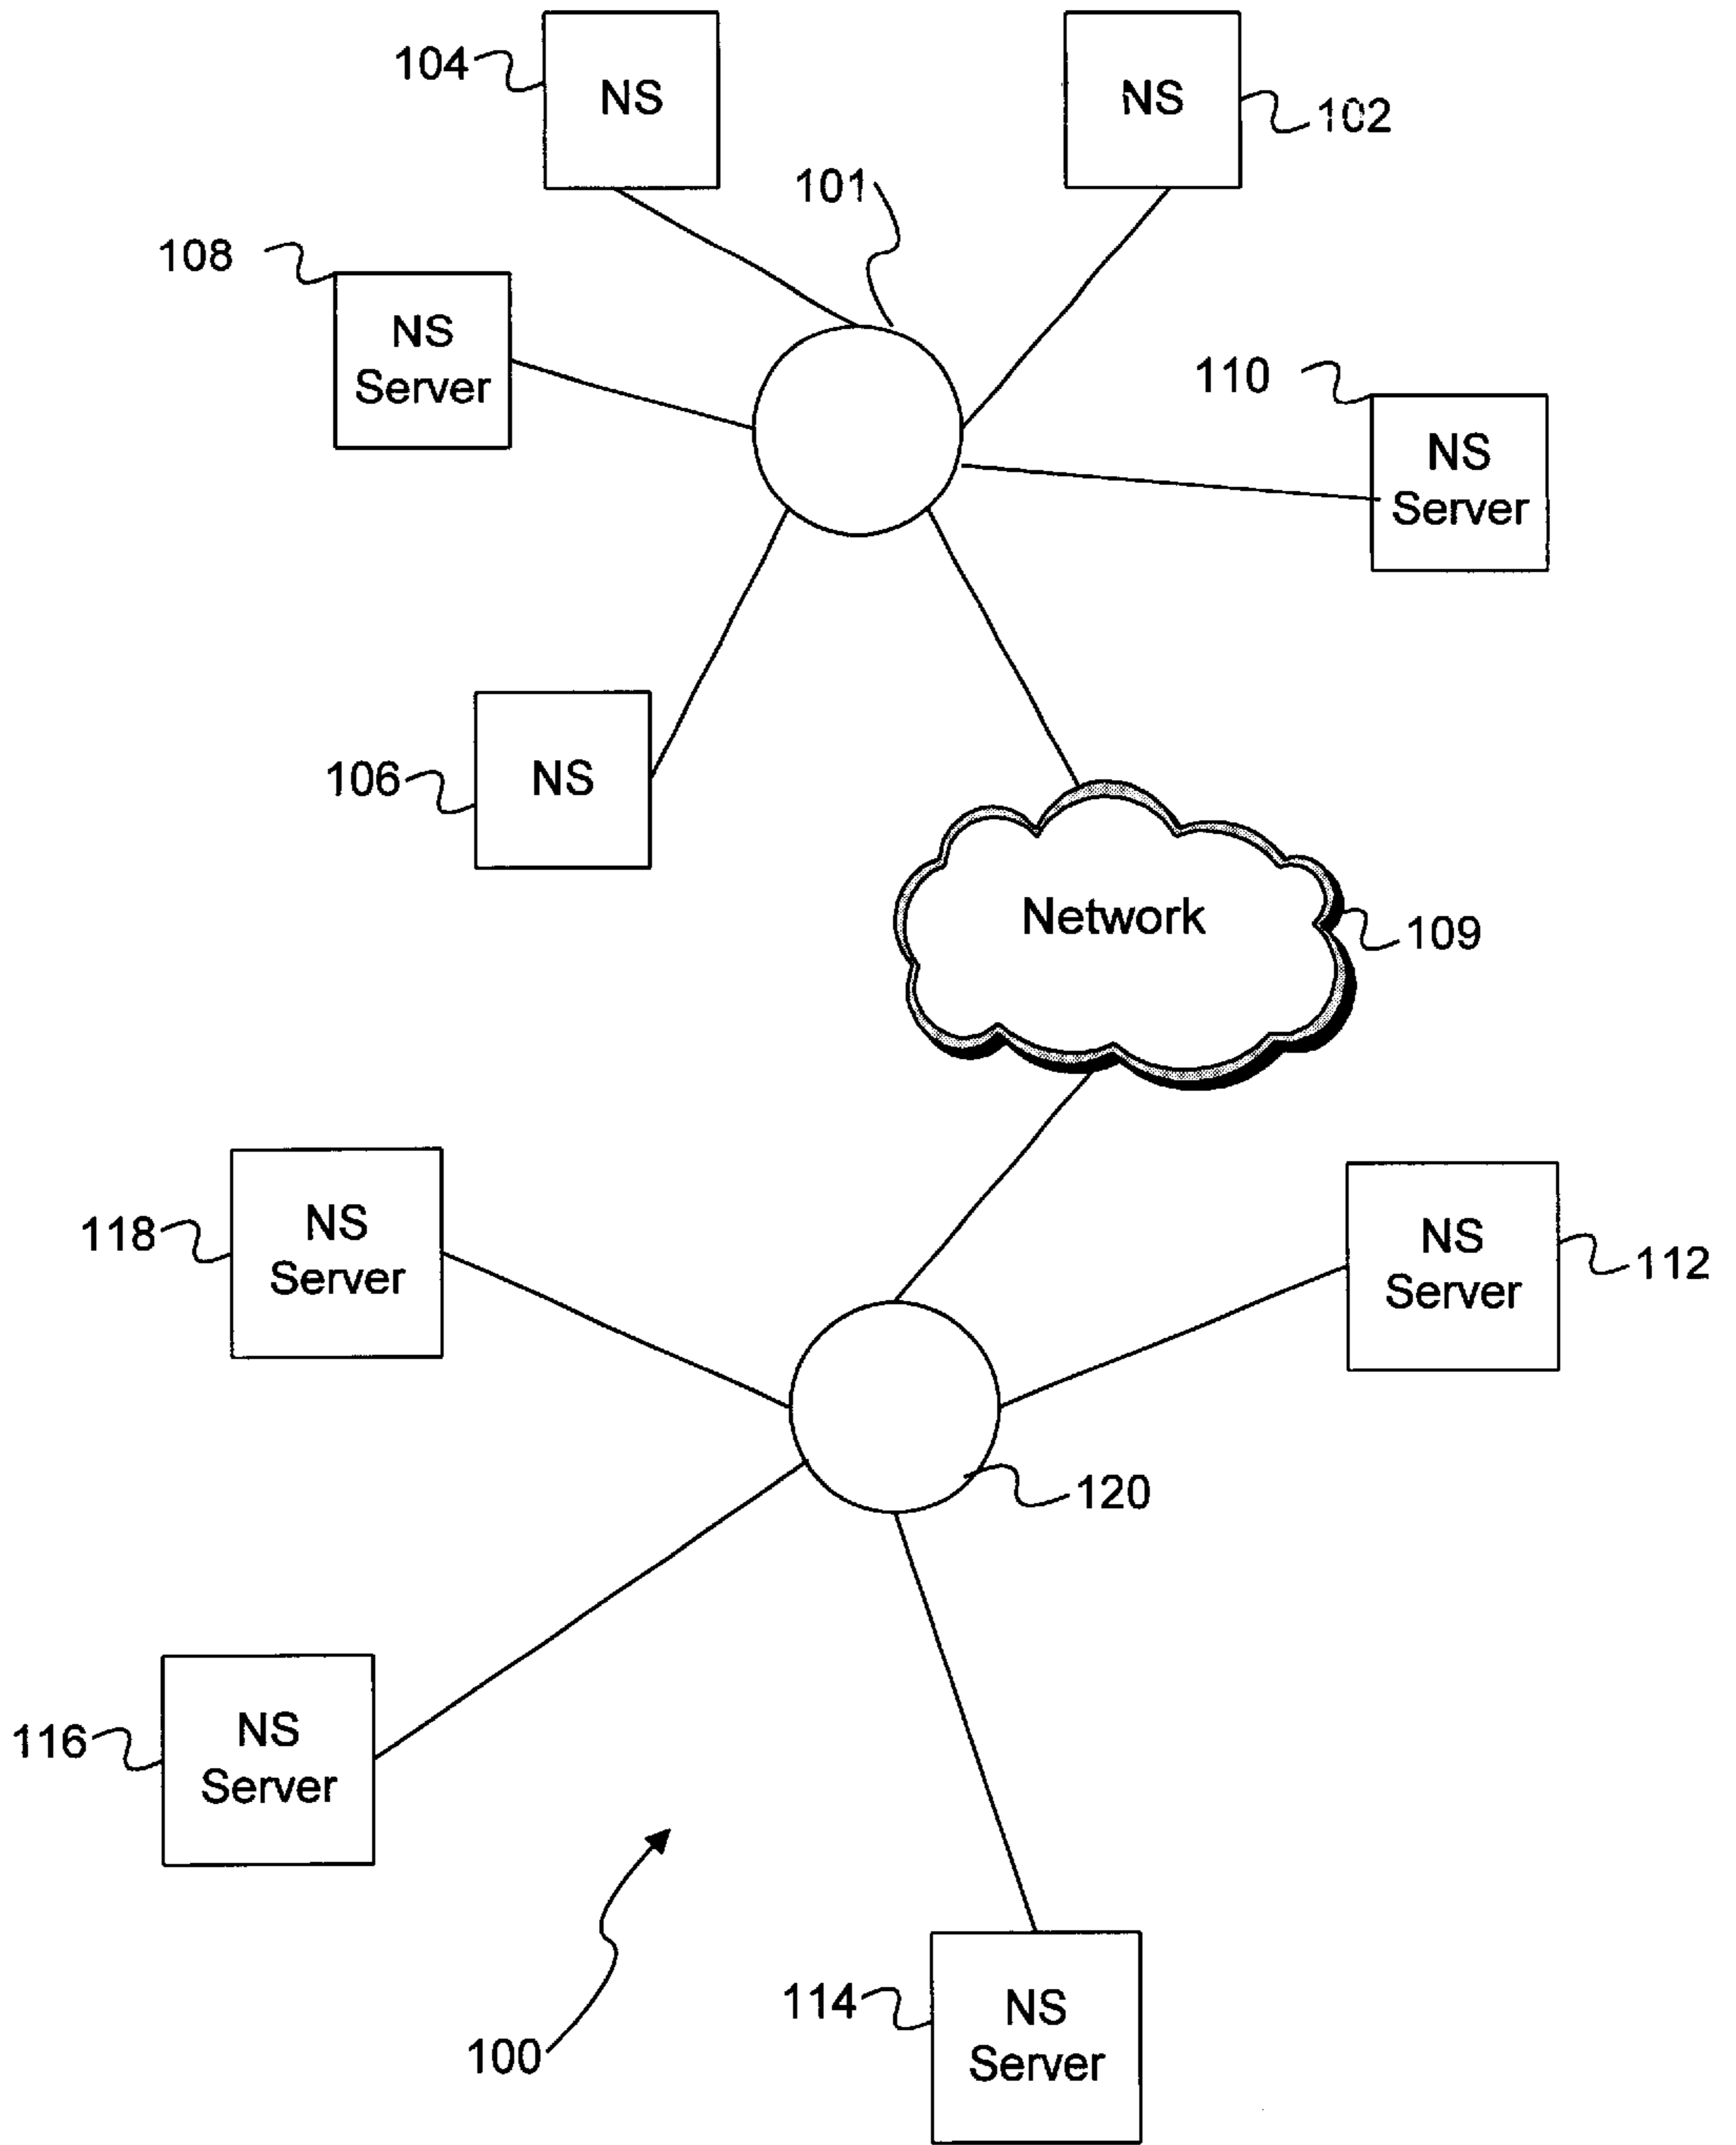 104
NS
NS
102
101
108
NS
Server
110
NS
Server
106
NS
Network
109
118
NS
Server
NS
Server
112
120
116
NS
Server
114
NS
Server
100